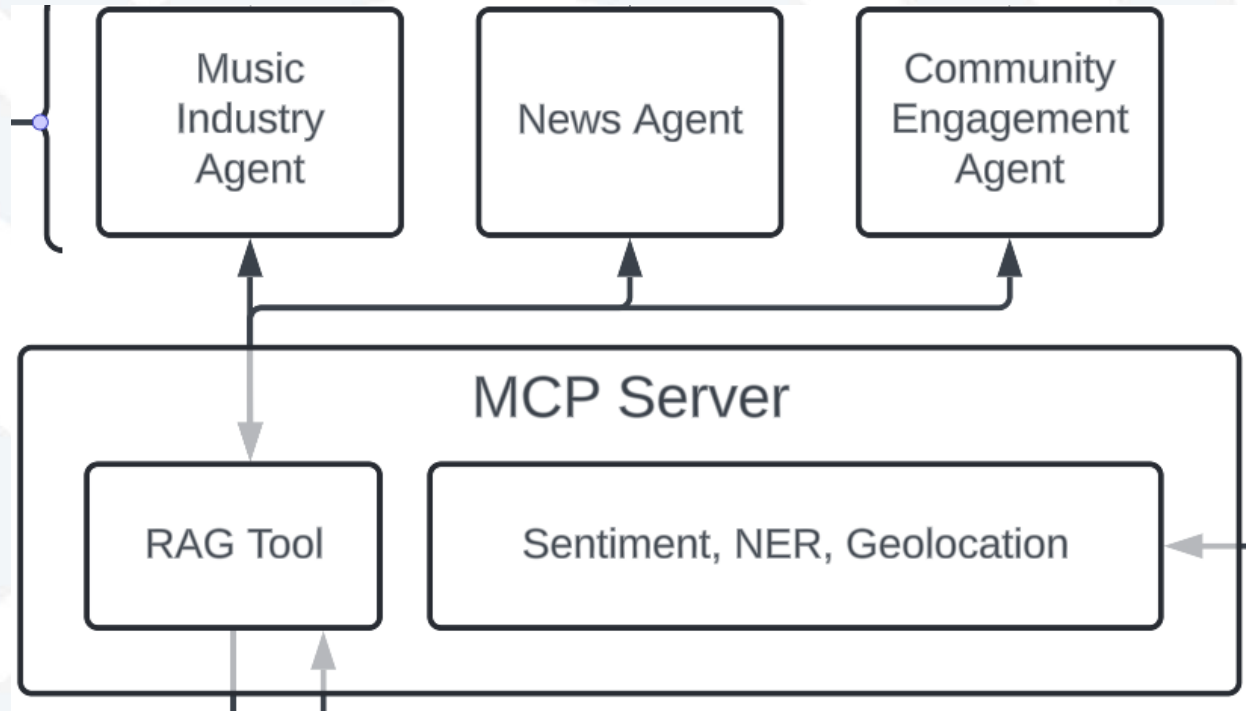 Music
Industry
Agent
News Agent
Community
Engagement
Agent
MCP Server
RAG Tool
Sentiment, NER, Geolocation